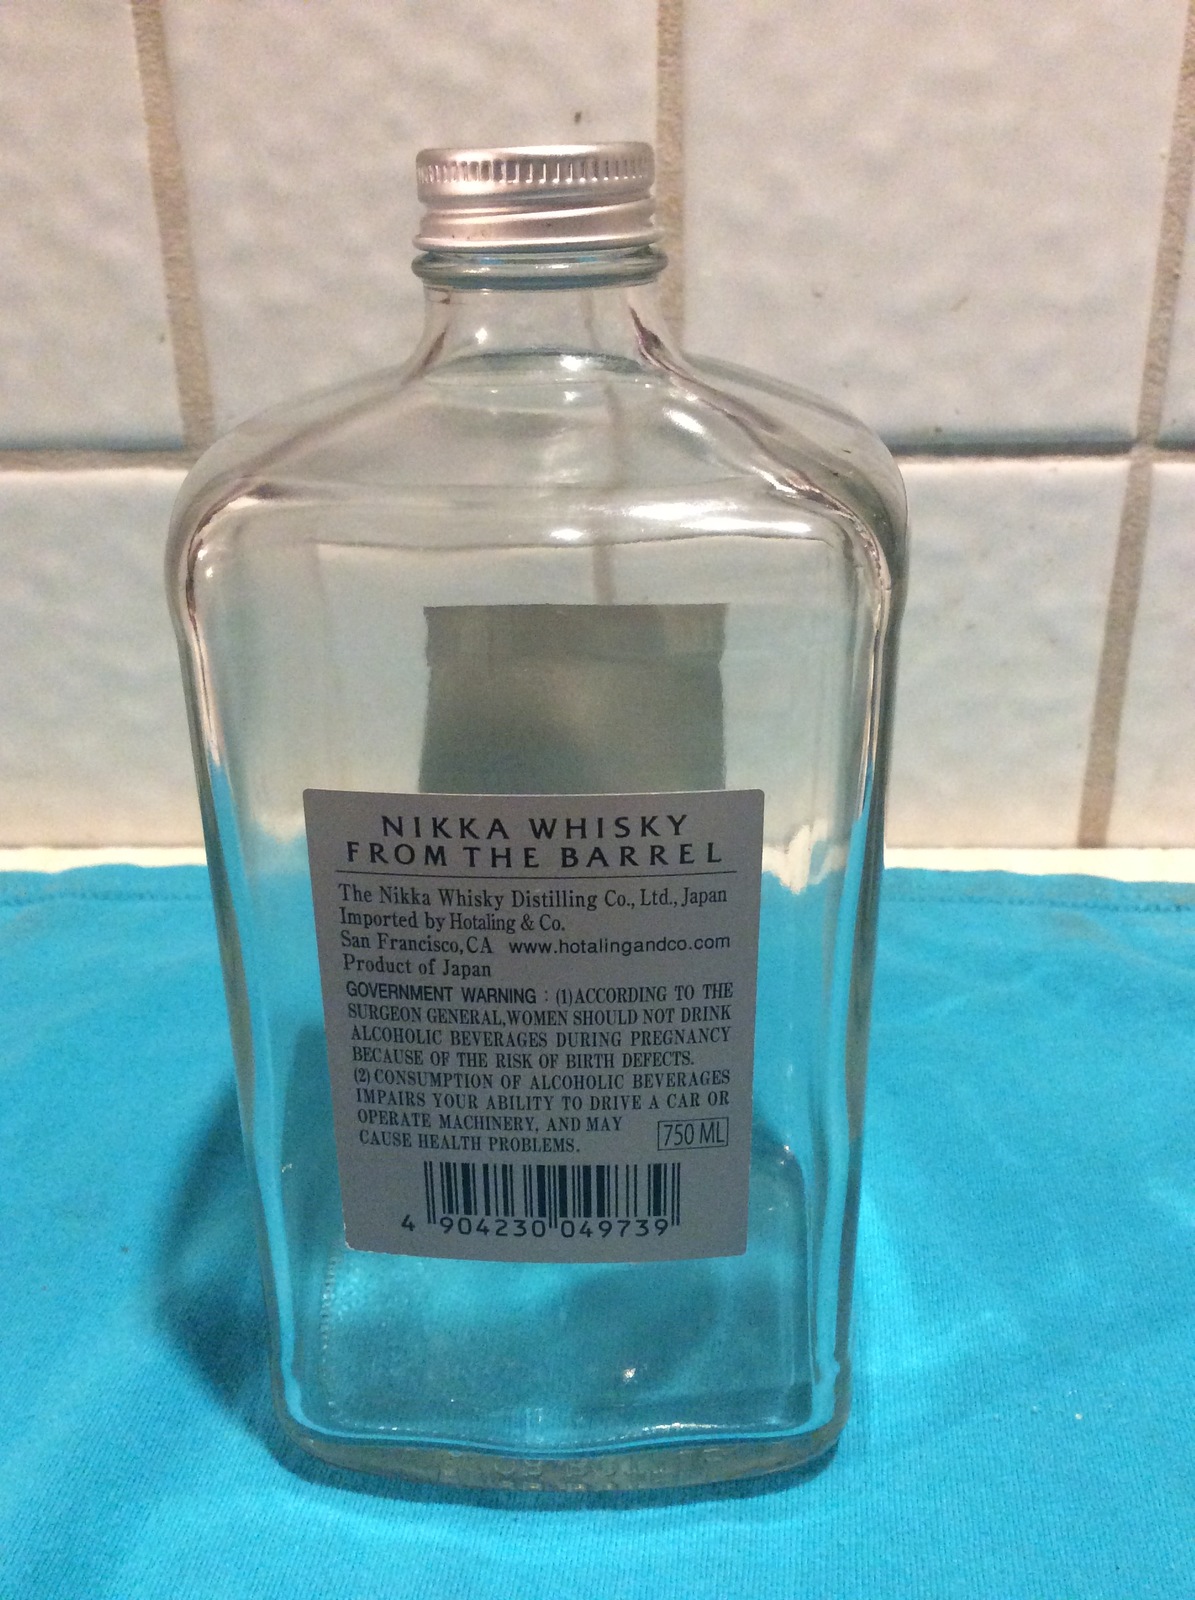 NIKKA WHISKY
FROM THE BARREL
The Nikka Whisky Distilling Co., Ltd., Japan
Imported by Hotaling & Co.
San Francisco, CA www.hotalingandco.com
Product of Japan
GOVERNMENT WARNING : (1) ACCORDING TO THE
SURGEON GENERAL, WOMEN SHOULD NOT DRINK
ALCOHOLIC BEVERAGES DURING PREGNANCY
BECAUSE OF THE RISK OF BIRTH DEFECTS.
(2) CONSUMPTION OF ALCOHOLIC BEVERAGES
IMPAIRS YOUR ABILITY TO DRIVE A CAR OR
OPERATE MACHINERY, AND MAY
CAUSE HEALTH PROBLEMS. 750 ML
4 904230 049739